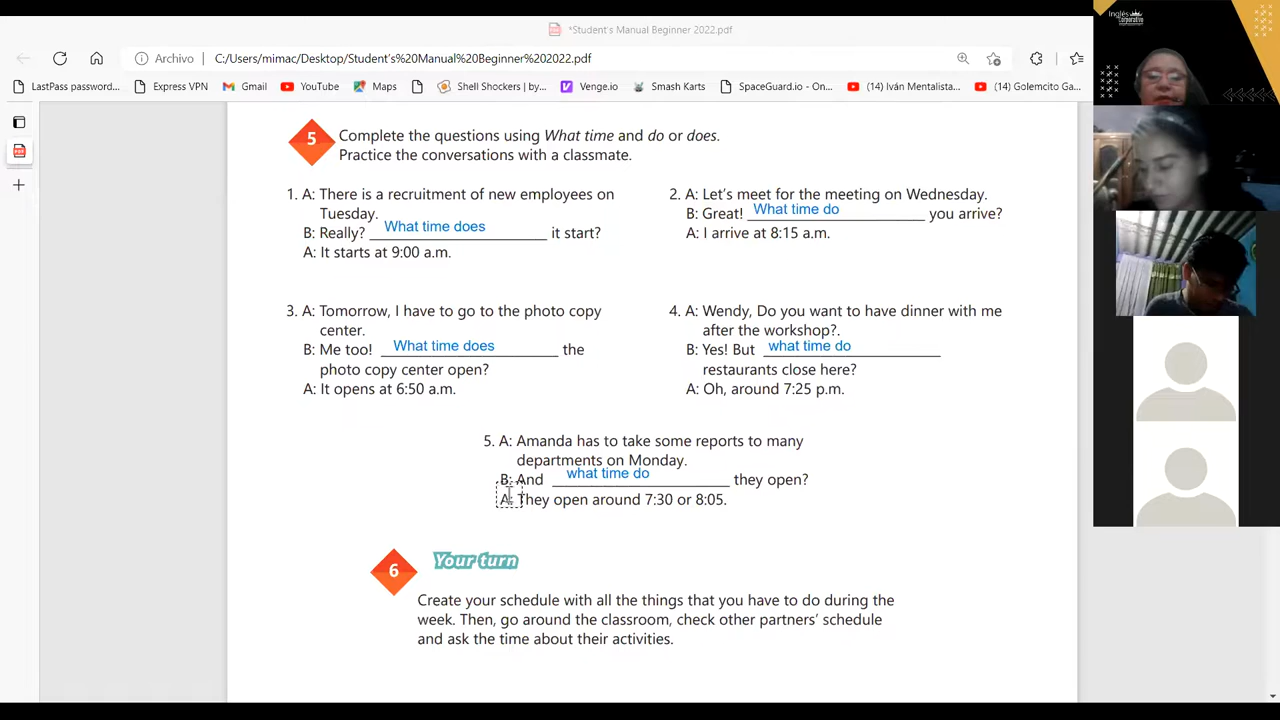 *Student's Manual Beginner 2022.pdf
Archivo
C:/Users/mimac/Desktop/Student's%20Manual%20Beginner%202022.pdf
LastPass password...
Express VPN
Gmail
YouTube
Maps
Shell Shockers | by...
Venge.io
Smash Karts
SpaceGuard.io - On...
(14) Iván Mentalista...
(14) Golemcito Ga...
Inglés
Corporativo
5
Complete the questions using What time and do or does.
Practice the conversations with a classmate.
1. A: There is a recruitment of new employees on
Tuesday.
B: Really? What time does it start?
A: It starts at 9:00 a.m.
2. A: Let's meet for the meeting on Wednesday.
B: Great! What time do you arrive?
A: I arrive at 8:15 a.m.
3. A: Tomorrow, I have to go to the photo copy
center.
B: Me too! What time does the
photo copy center open?
A: It opens at 6:50 a.m.
4. A: Wendy, Do you want to have dinner with me
after the workshop?.
B: Yes! But what time do
restaurants close here?
A: Oh, around 7:25 p.m.
5. A: Amanda has to take some reports to many
departments on Monday.
B: And what time do they open?
A: They open around 7:30 or 8:05.
6
Your turn
Create your schedule with all the things that you have to do during the
week. Then, go around the classroom, check other partners' schedule
and ask the time about their activities.